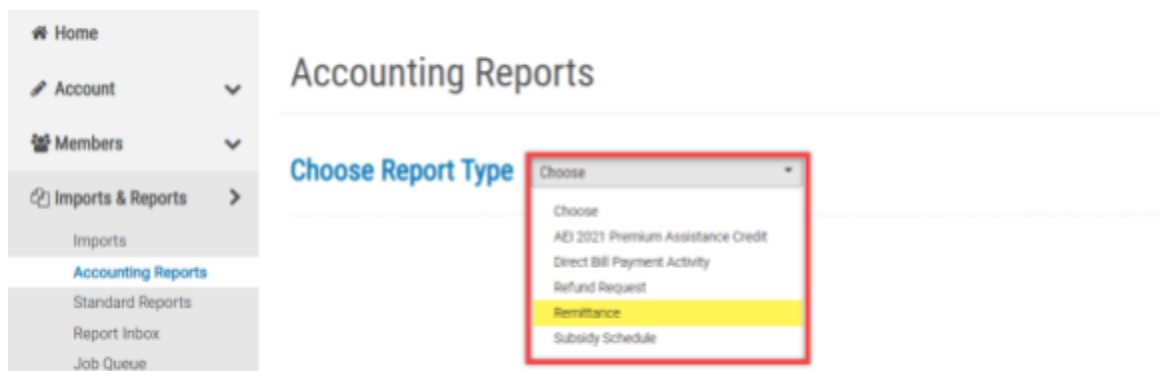 Home
Account
Members
Imports & Reports
Imports
Accounting Reports
Standard Reports
Report Inbox
Job Queue
Accounting Reports
Choose Report Type
Choose
Choose
AEI 2021 Premium Assistance Credit
Direct Bill Payment Activity
Refund Request
Remittance
Subsidy Schedule